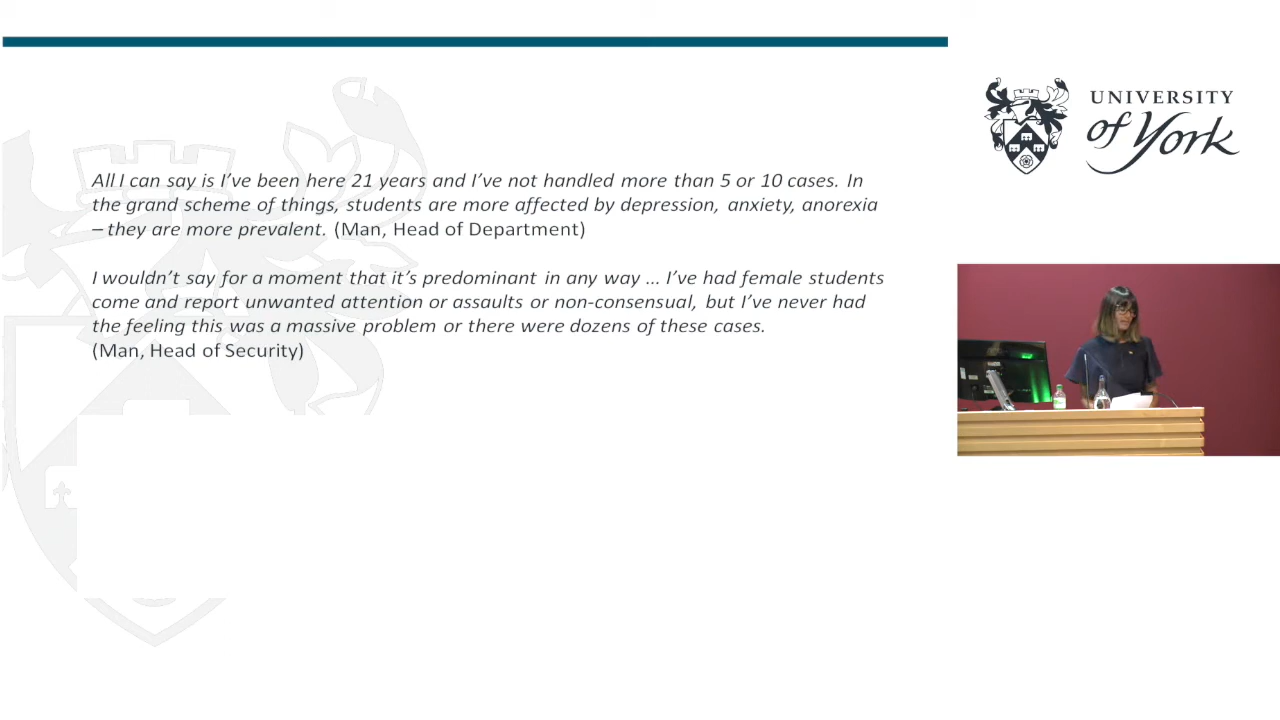 All I can say is I've been here 21 years and I've not handled more than 5 or 10 cases. In
the grand scheme of things, students are more affected by depression, anxiety, anorexia
– they are more prevalent. (Man, Head of Department)
I wouldn't say for a moment that it's predominant in any way ... I've had female students
come and report unwanted attention or assaults or non-consensual, but I've never had
the feeling this was a massive problem or there were dozens of these cases.
(Man, Head of Security)
UNIVERSITY
of York